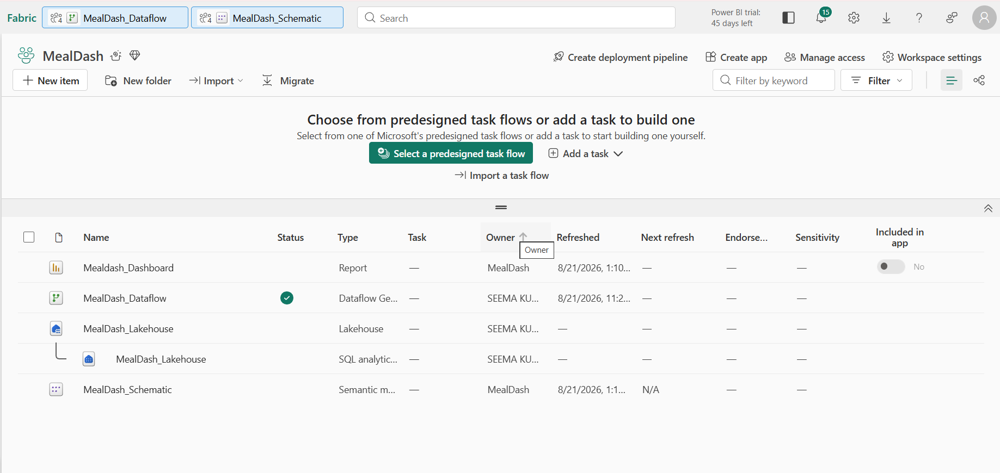 Fabric
4 MealDash_Dataflow
4 MealDash_Schematic
Search
Power BI trial:
45 days left
15
MealDash
Create deployment pipeline
Create app
Manage access
Workspace settings
New item
New folder
Import
Migrate
Filter by keyword
Filter
Choose from predesigned task flows or add a task to build one
Select from one of Microsoft's predesigned task flows or add a task to start building one yourself.
Select a predesigned task flow
Add a task
Import a task flow
Name Status Type Task Owner Refreshed Next refresh Endorse... Sensitivity Included in
app
Owner
Mealdash_Dashboard Report — MealDash 8/21/2026, 1:10... — — — No
MealDash_Dataflow Dataflow Ge... — SEEMA KU... 8/21/2026, 11:2... — — —
MealDash_Lakehouse Lakehouse — SEEMA KU... — — — —
MealDash_Lakehouse SQL analytic... — SEEMA KU... — — — —
MealDash_Schematic Semantic m... — MealDash 8/21/2026, 1:1... N/A — —